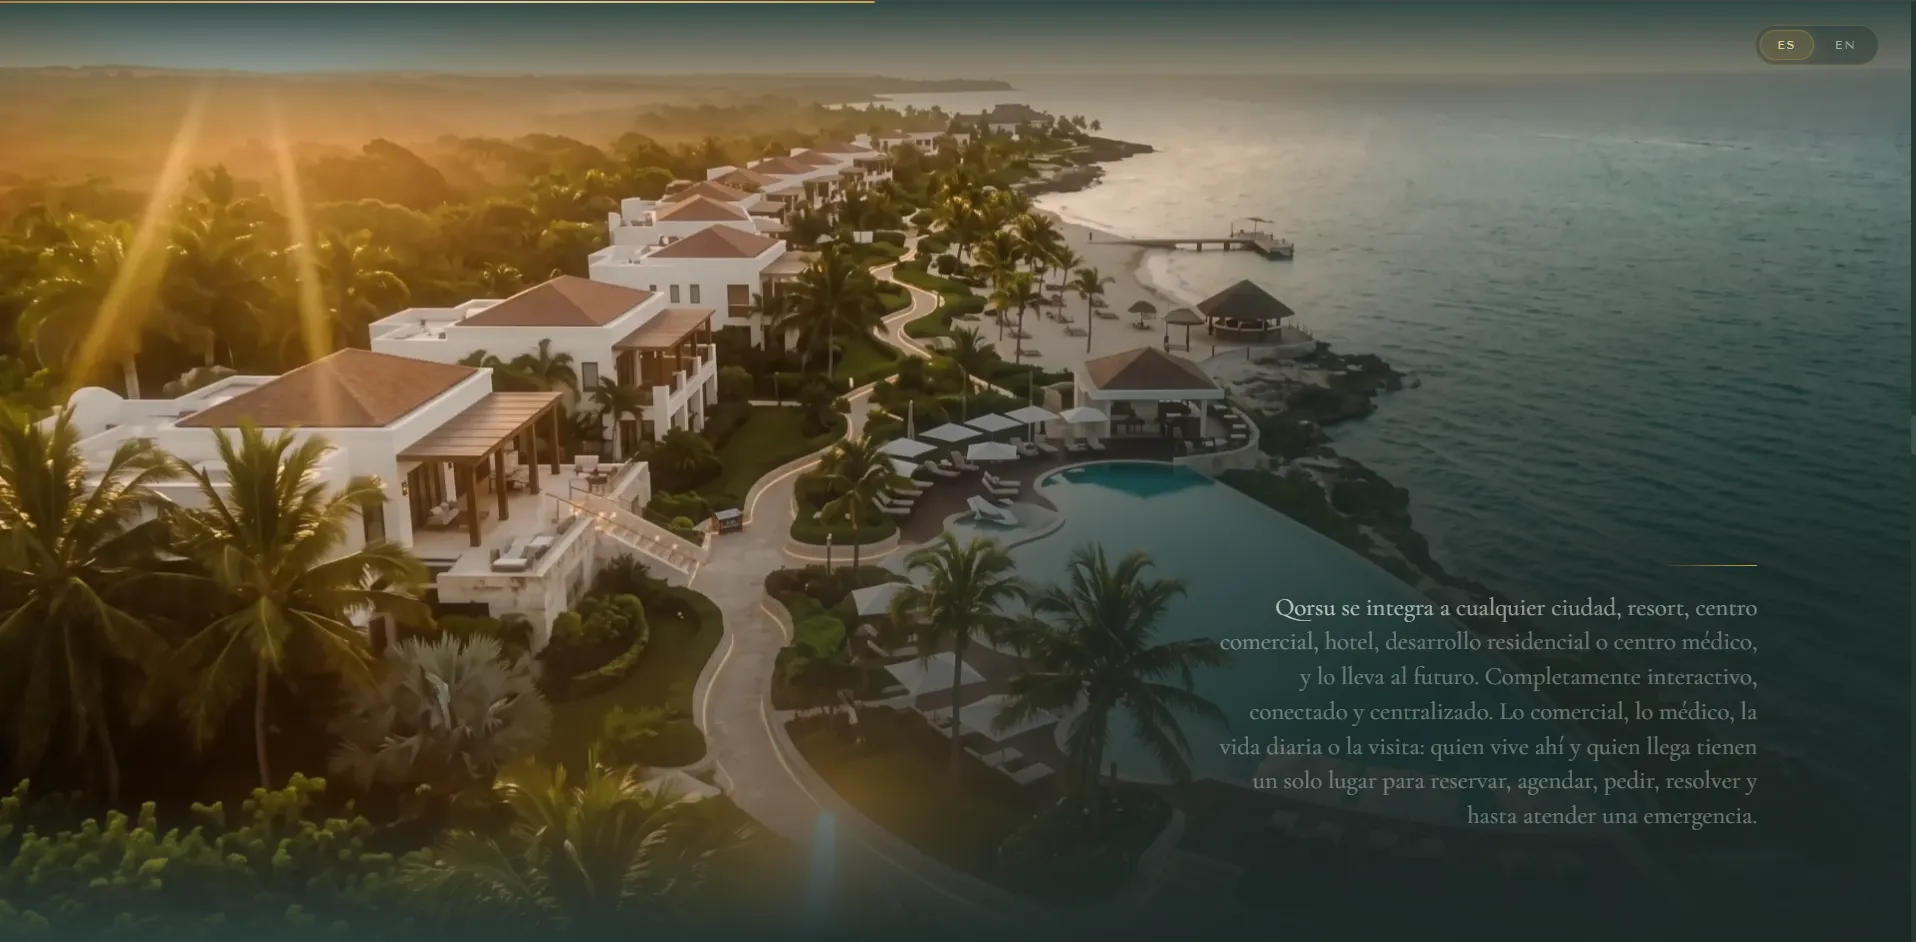 ES EN
Qorsu se integra a cualquier ciudad, resort, centro
comercial, hotel, desarrollo residencial o centro médico,
y lo lleva al futuro. Completamente interactivo,
conectado y centralizado. Lo comercial, lo médico, la
vida diaria o la visita: quien vive ahí y quien llega tienen
un solo lugar para reservar, agendar, pedir, resolver y
hasta atender una emergencia.